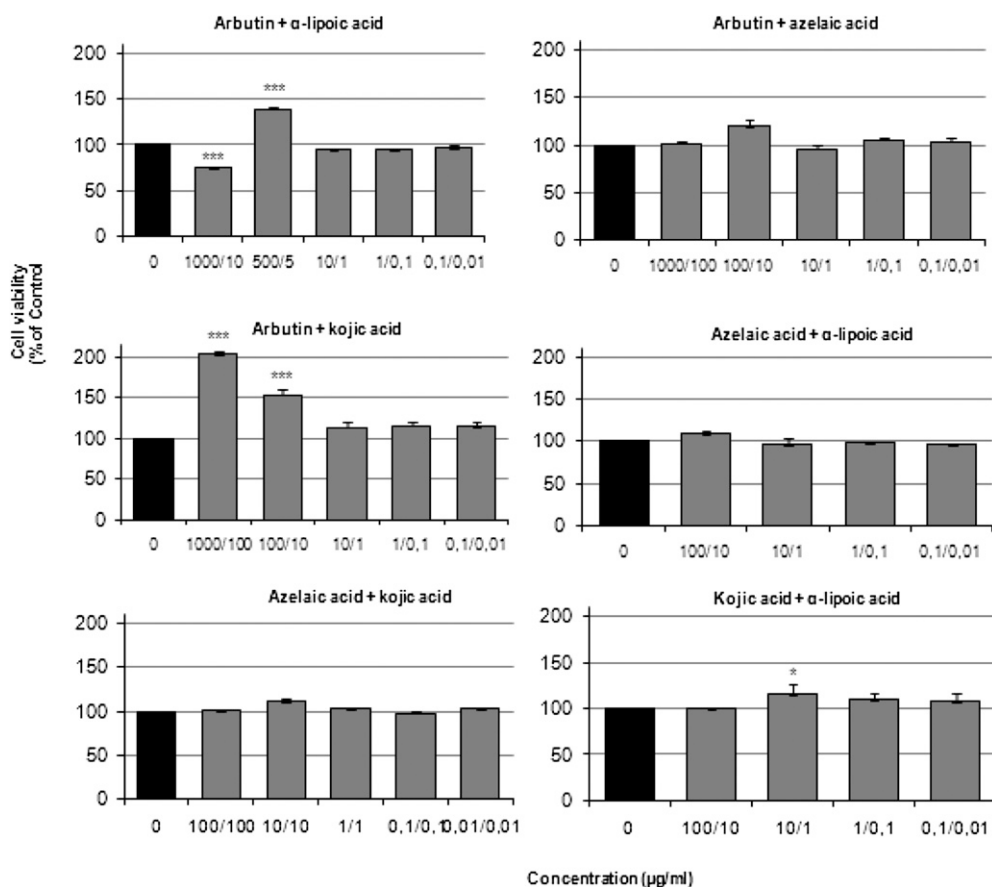 Arbutin + α-lipoic acid
200
150
100
50
0
***
***
0 1000/10 500/5 10/1 1/0,1 0,1/0,01
Arbutin + azelaic acid
200
150
100
50
0
0 1000/100 100/10 10/1 1/0,1 0,1/0,01
Cell viability
(% of Control
Arbutin + kojic acid
200
150
100
50
0
***
***
0 1000/100 100/10 10/1 1/0,1 0,1/0,01
Azelaic acid + α-lipoic acid
200
150
100
50
0
0 100/10 10/1 1/0,1 0,1/0,01
Azelaic acid + kojic acid
200
150
100
50
0
0 100/100 10/10 1/1 0,1/0,1 0,01/0,01
Kojic acid + α-lipoic acid
200
150
100
50
0
*
0 100/10 10/1 1/0,1 0,1/0,01
Concentration (µg/ml)